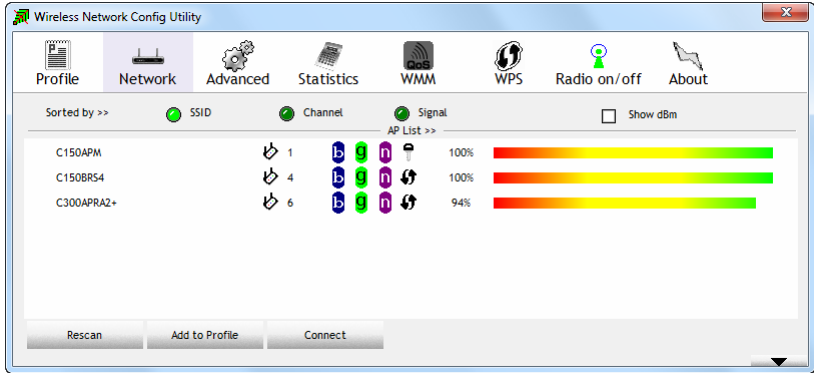 Wireless Network Config Utility
Profile Network Advanced Statistics QoS WMM WPS Radio on/off About
Sorted by >> SSID Channel Signal Show dBm
AP List >>
C150APM 1 b g n 100%
C150BRS4 4 b g n 100%
C300APRA2+ 6 b g n 94%
Rescan Add to Profile Connect